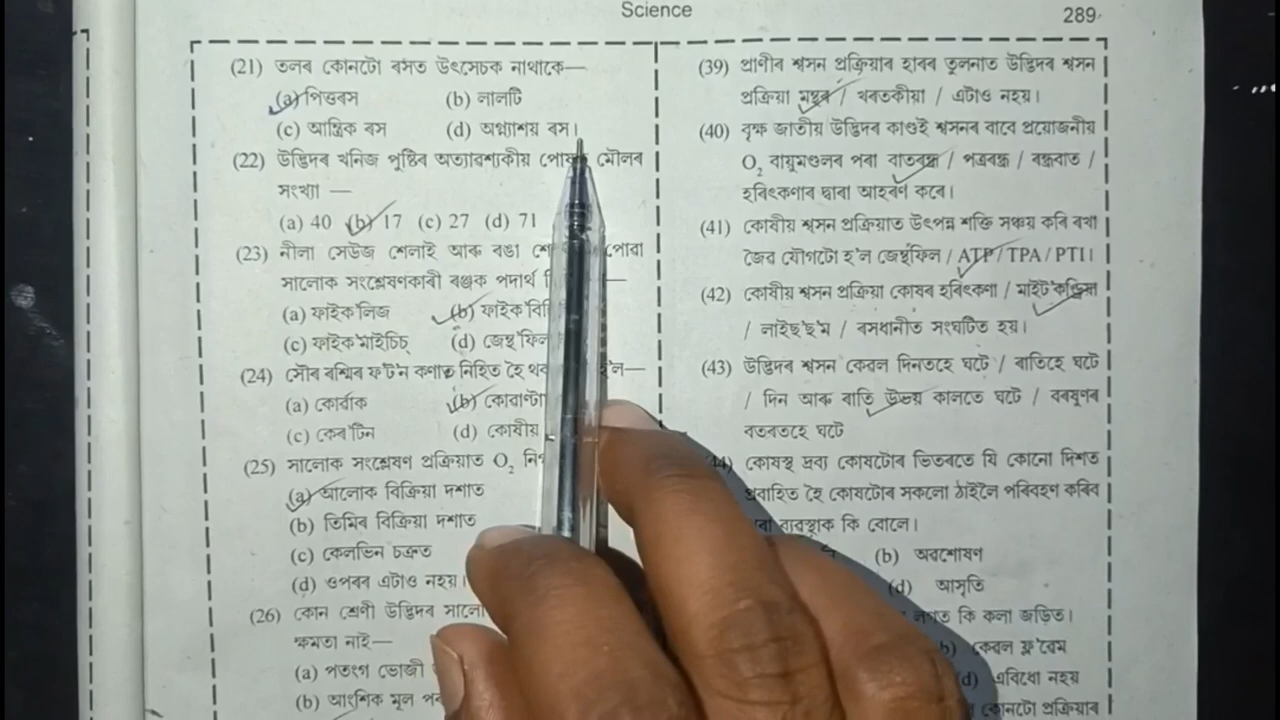 Science
289
(21) তলৰ কোনটো ৰসত উৎসেচক নাথাকে—
(a) পিত্তৰস (b) লালটি
(c) আন্ত্ৰিক ৰস (d) অগ্ন্যাশয় ৰস।
(22) উদ্ভিদৰ খনিজ পুষ্টিৰ অত্যাৱশ্যকীয় মৌলৰ
সংখ্যা —
(a) 40 (b) 17 (c) 27 (d) 71
(23) নীলা সেউজ শেলাই আৰু ৰঙা পোৱা
সালোক সংশ্লেষণকাৰী ৰঞ্জক পদাৰ্থ —
(a) ফাইক'লিজ (b)
(c) ফাইক'মাইচিচ্ (d)
(24) সৌৰ ৰশ্মিৰ ফ'ট'ন কণাত নিহিত হৈ হ'ল—
(a) কোৰ্বাক (b)
(c) কেৰ'টিন (d) কোষীয়
(25) সালোক সংশ্লেষণ প্ৰক্ৰিয়াত O₂
(a) আলোক বিক্ৰিয়া দশাত
(b) তিমিৰ বিক্ৰিয়া দশাত
(c) কেলভিন চক্ৰত
(d) ওপৰৰ এটাও নহয়।
(26) কোন শ্ৰেণী উদ্ভিদৰ
ক্ষমতা নাই—
(a) পতংগ ভোজী
(b) আংশিক মূল
(39) প্ৰাণীৰ শ্বসন প্ৰক্ৰিয়াৰ হাৰৰ তুলনাত উদ্ভিদৰ শ্বসন
প্ৰক্ৰিয়া মন্থৰ / খৰতকীয়া / এটাও নহয়।
(40) বৃক্ষ জাতীয় উদ্ভিদৰ কাণ্ডই শ্বসনৰ বাবে প্ৰয়োজনীয়
O₂ বায়ুমণ্ডলৰ পৰা বাতৰন্ধ্ৰ / পত্ৰৰন্ধ্ৰ / ৰন্ধ্ৰবাত /
হৰিৎকণাৰ দ্বাৰা আহৰণ কৰে।
(41) কোষীয় শ্বসন প্ৰক্ৰিয়াত উৎপন্ন শক্তি সঞ্চয় কৰি ৰখা
জৈৱ যৌগটো হ'ল জেন্থফিল / ATP / TPA / PTI।
(42) কোষীয় শ্বসন প্ৰক্ৰিয়া কোষৰ হৰিৎকণা / মাইট'কণ্ড্ৰিয়া
/ লাইছ'ছ'ম / ৰসধানীত সংঘটিত হয়।
(43) উদ্ভিদৰ শ্বসন কেৱল দিনতহে ঘটে / ৰাতিহে ঘটে
/ দিন আৰু ৰাতি উভয় কালতে ঘটে / বৰষুণৰ
বতৰতহে ঘটে
কোষস্থ দ্ৰব্য কোষটোৰ ভিতৰতে যি কোনো দিশত
প্ৰবাহিত হৈ কোষটোৰ সকলো ঠাইলৈ পৰিবহণ কৰিব
ব্যৱস্থাক কি বোলে।
(b) অৱশোষণ
(d) আসৃতি
লগত কি কলা জড়িত।
কেৱল ফ্ল'ৱেম
(d) এবিধো নহয়
কোনটো প্ৰক্ৰিয়াৰ